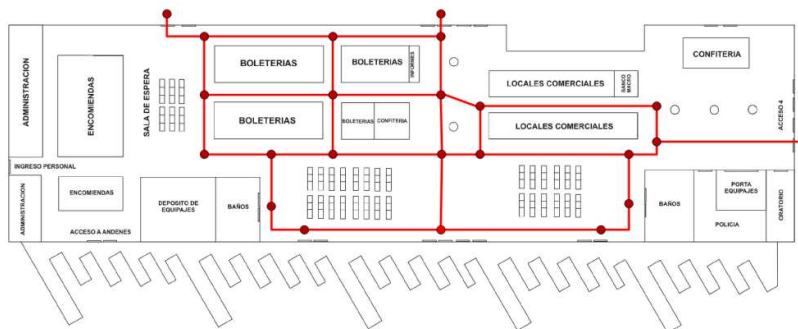 CONFITERIA
BOLETERIAS
BOLETERIAS
INFORMES
ADMINISTRACION
ENCOMIENDAS
SALA DE ESPERA
LOCALES COMERCIALES
BANCO
MACRO
BOLETERIAS
BOLETERIAS
CONFITERIA
LOCALES COMERCIALES
ACCESO 4
INGRESO PERSONAL
ADMINISTRACION
ENCOMIENDAS
DEPOSITO DE
EQUIPAJES
BAÑOS
BAÑOS
PORTA
EQUIPAJES
ORATORIO
POLICIA
ACCESO A ANDENES